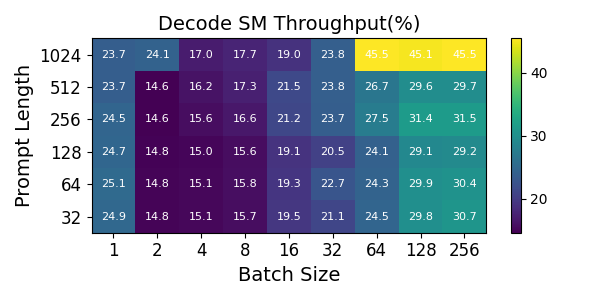 Decode SM Throughput(%)
Prompt Length
1024 23.7 24.1 17.0 17.7 19.0 23.8 45.5 45.1 45.5
512 23.7 14.6 16.2 17.3 21.5 23.8 26.7 29.6 29.7
256 24.5 14.6 15.6 16.6 21.2 23.7 27.5 31.4 31.5
128 24.7 14.8 15.0 15.6 19.1 20.5 24.1 29.1 29.2
64 25.1 14.8 15.1 15.8 19.3 22.7 24.3 29.9 30.4
32 24.9 14.8 15.1 15.7 19.5 21.1 24.5 29.8 30.7
1 2 4 8 16 32 64 128 256
Batch Size
40
30
20